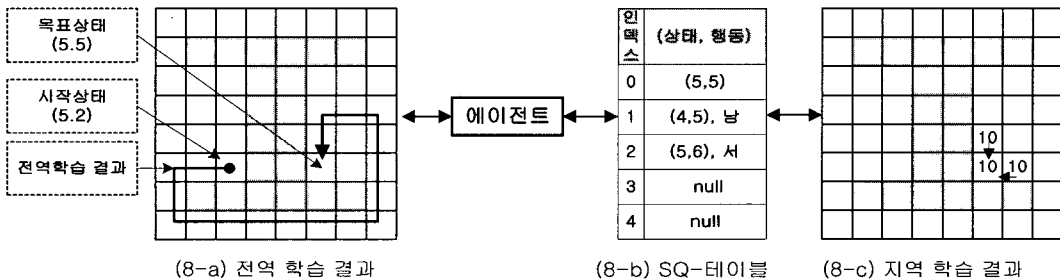 목표상태
(5.5)
시작상태
(5.2)
전역학습 결과
에이전트
인덱스 (상태, 행동)
0 (5,5)
1 (4,5), 남
2 (5,6), 서
3 null
4 null
10
10 10
(8-a) 전역 학습 결과
(8-b) SQ-테이블
(8-c) 지역 학습 결과